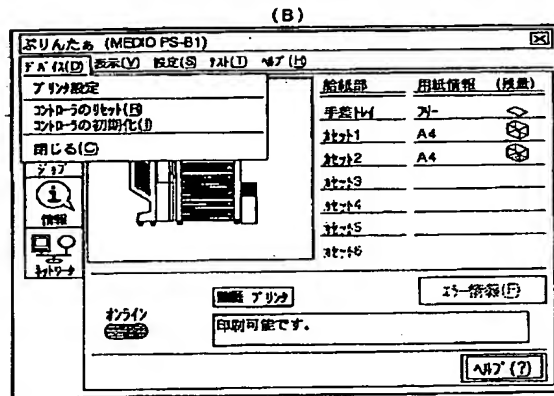 (B)
ぷりんたぁ (MEDIO PS-B1)
デバイス(D) 表示(V) 設定(S) テスト(T) ヘルプ(H)
プリンタ設定
コントローラのリセット(R)
コントローラの初期化(I)
閉じる(C)
ジョブ
情報
ネットワーク
給紙部 用紙情報 (残量)
手差トレイ フリー
カセット1 A4
カセット2 A4
カセット3
カセット4
カセット5
カセット6
オンライン
プリンタ
エラー情報(E)
印刷可能です。
ヘルプ(?)